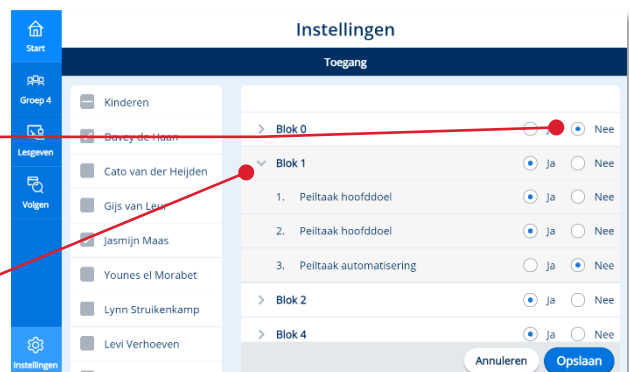 Instellingen
Toegang
Start
Groep 4
Lesgeven
Volgen
Instellingen
Kinderen
Davey de Haan
Cato van der Heijden
Gijs van Leur
Jasmijn Maas
Younes el Morabet
Lynn Struikenkamp
Levi Verhoeven
Blok 0 Nee
Blok 1 Ja Nee
1. Peiltaak hoofddoel Ja Nee
2. Peiltaak hoofddoel Ja Nee
3. Peiltaak automatisering Ja Nee
Blok 2 Ja Nee
Blok 4 Ja Nee
Annuleren Opslaan